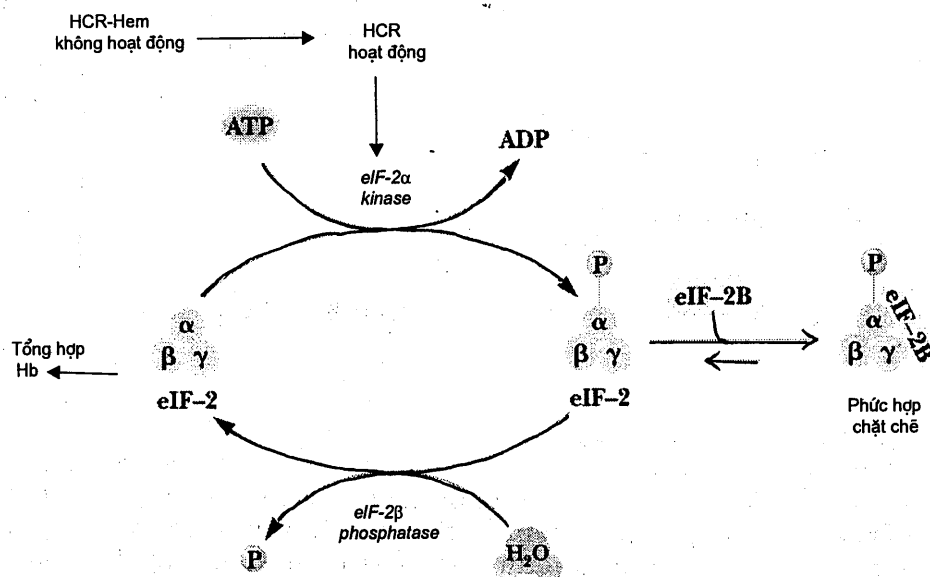 HCR-Hem
không hoạt động
HCR
hoạt động
ATP
ADP
eIF-2α
kinase
P
α
β γ
eIF-2
Tổng hợp
Hb
P
α
β γ
eIF-2
eIF-2B
P
α
β γ
eIF-2B
Phức hợp
chặt chẽ
eIF-2β
phosphatase
P
H₂O